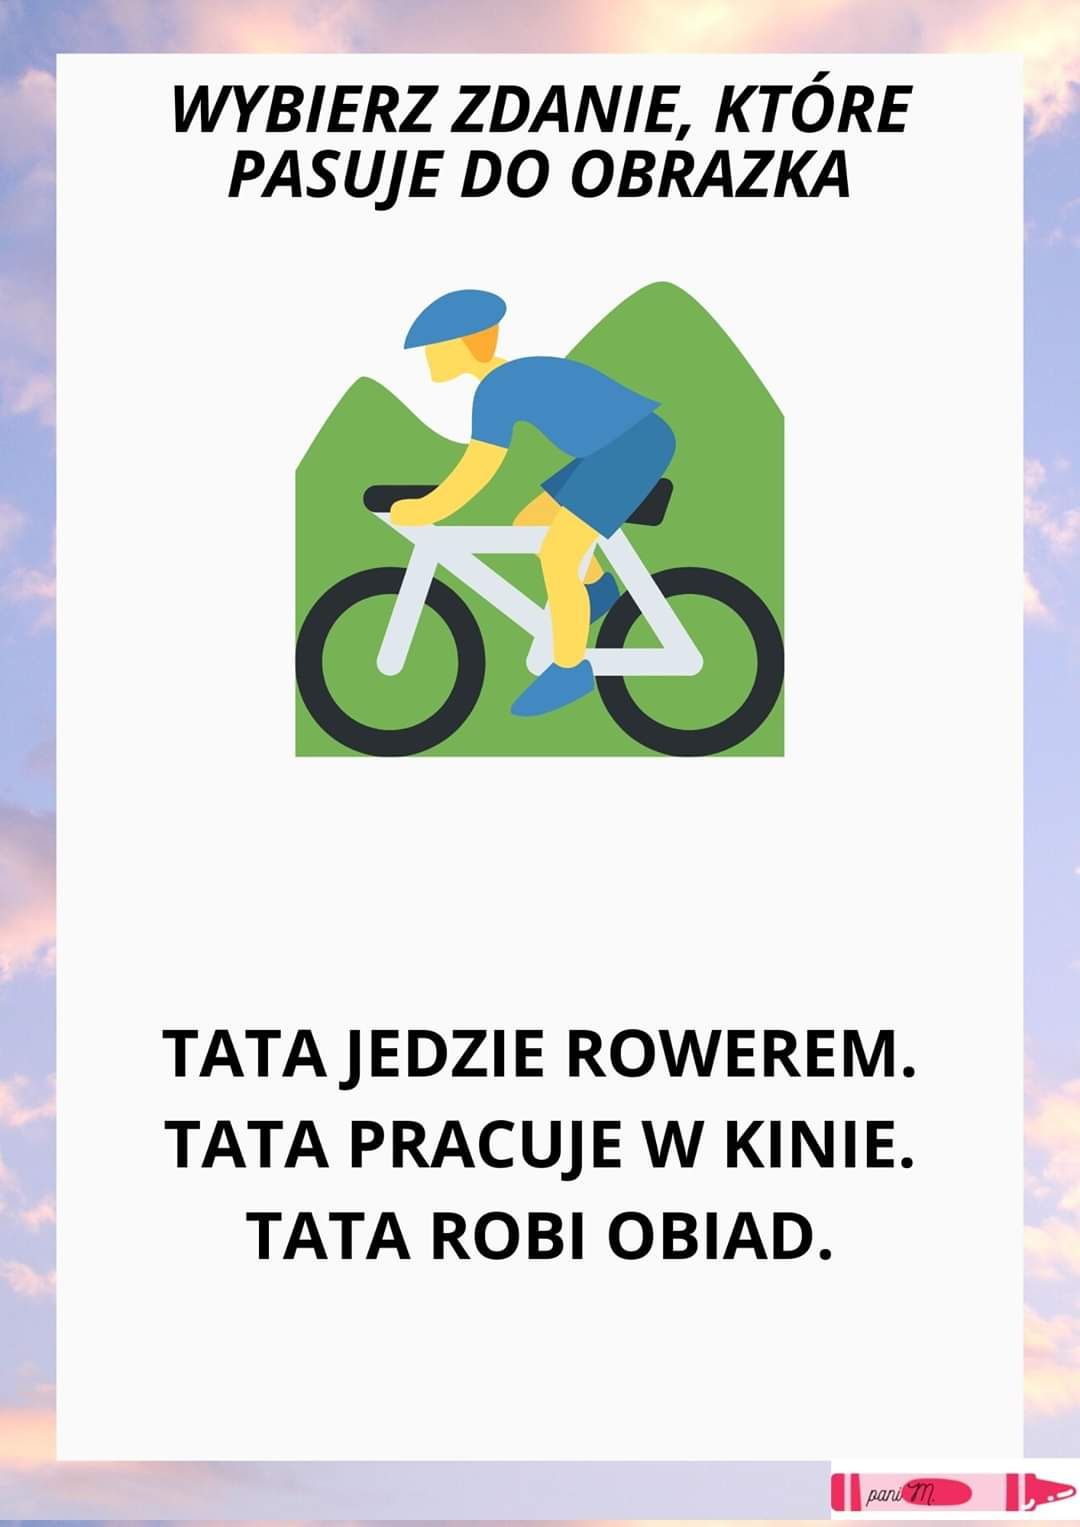 WYBIERZ ZDANIE, KTÓRE
PASUJE DO OBRAZKA
TATA JEDZIE ROWEREM.
TATA PRACUJE W KINIE.
TATA ROBI OBIAD.
pani M.